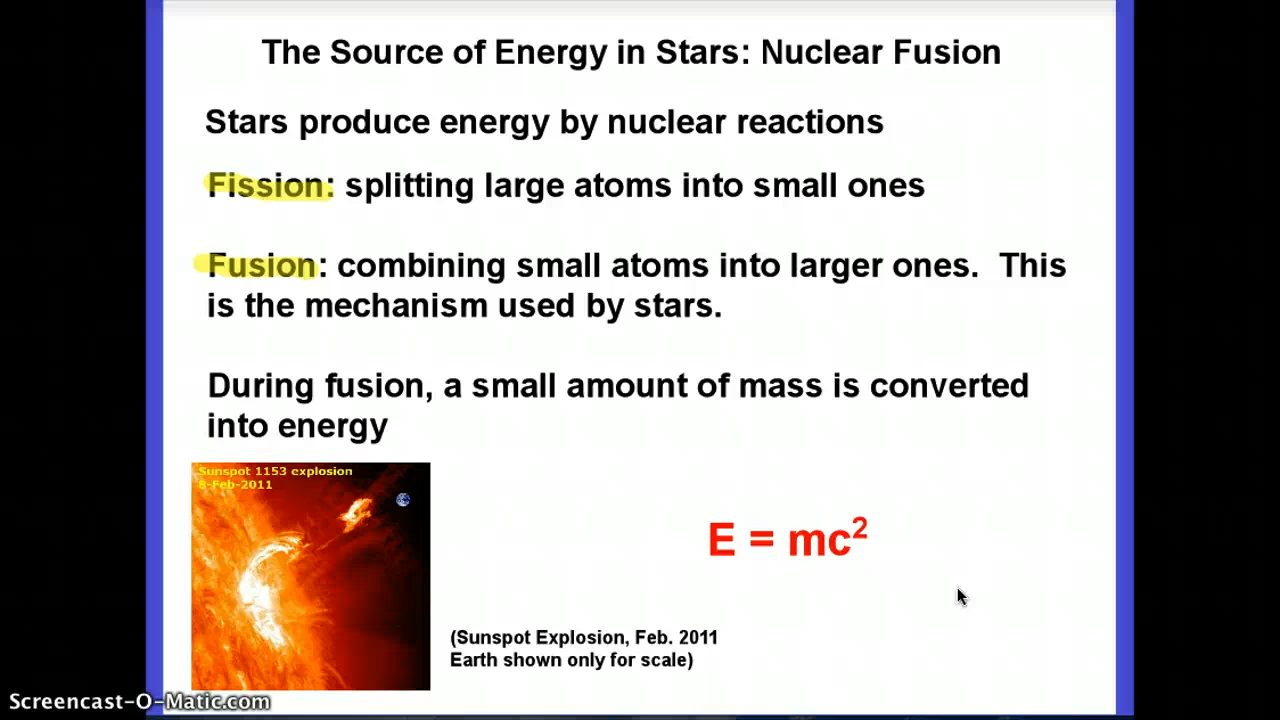 The Source of Energy in Stars: Nuclear Fusion
Stars produce energy by nuclear reactions
Fission: splitting large atoms into small ones
Fusion: combining small atoms into larger ones. This
is the mechanism used by stars.
During fusion, a small amount of mass is converted
into energy
Sunspot 1153 explosion
8-Feb-2011
E = mc²
(Sunspot Explosion, Feb. 2011
Earth shown only for scale)
Screencast-O-Matic.com